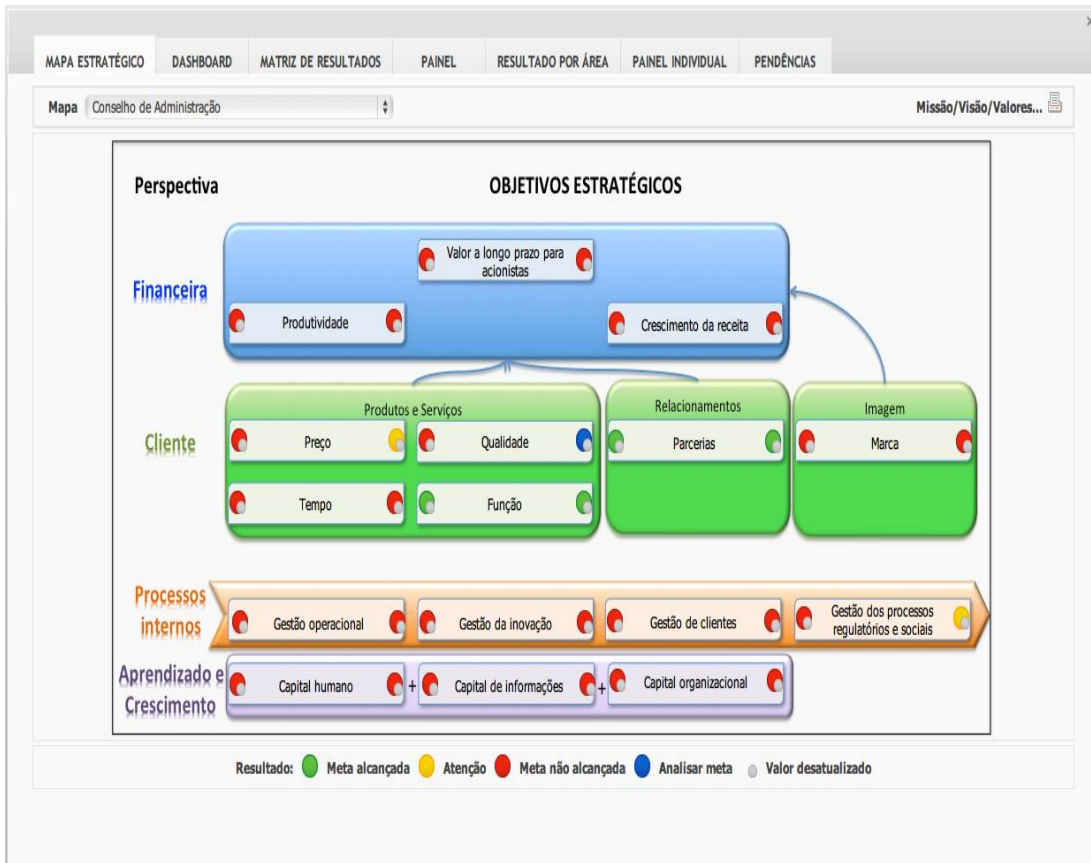 ×
MAPA ESTRATÉGICO
DASHBOARD
MATRIZ DE RESULTADOS
PAINEL
RESULTADO POR ÁREA
PAINEL INDIVIDUAL
PENDÊNCIAS
Mapa
Conselho de Administração
Missão/Visão/Valores...
Perspectiva
OBJETIVOS ESTRATÉGICOS
Financeira
Valor a longo prazo para
acionistas
Produtividade
Crescimento da receita
Cliente
Produtos e Serviços
Preço
Qualidade
Tempo
Função
Relacionamentos
Parcerias
Imagem
Marca
Processos
internos
Gestão operacional
Gestão da inovação
Gestão de clientes
Gestão dos processos
regulatórios e sociais
Aprendizado e
Crescimento
Capital humano
+
Capital de informações
+
Capital organizacional
Resultado:
Meta alcançada
Atenção
Meta não alcançada
Analisar meta
Valor desatualizado